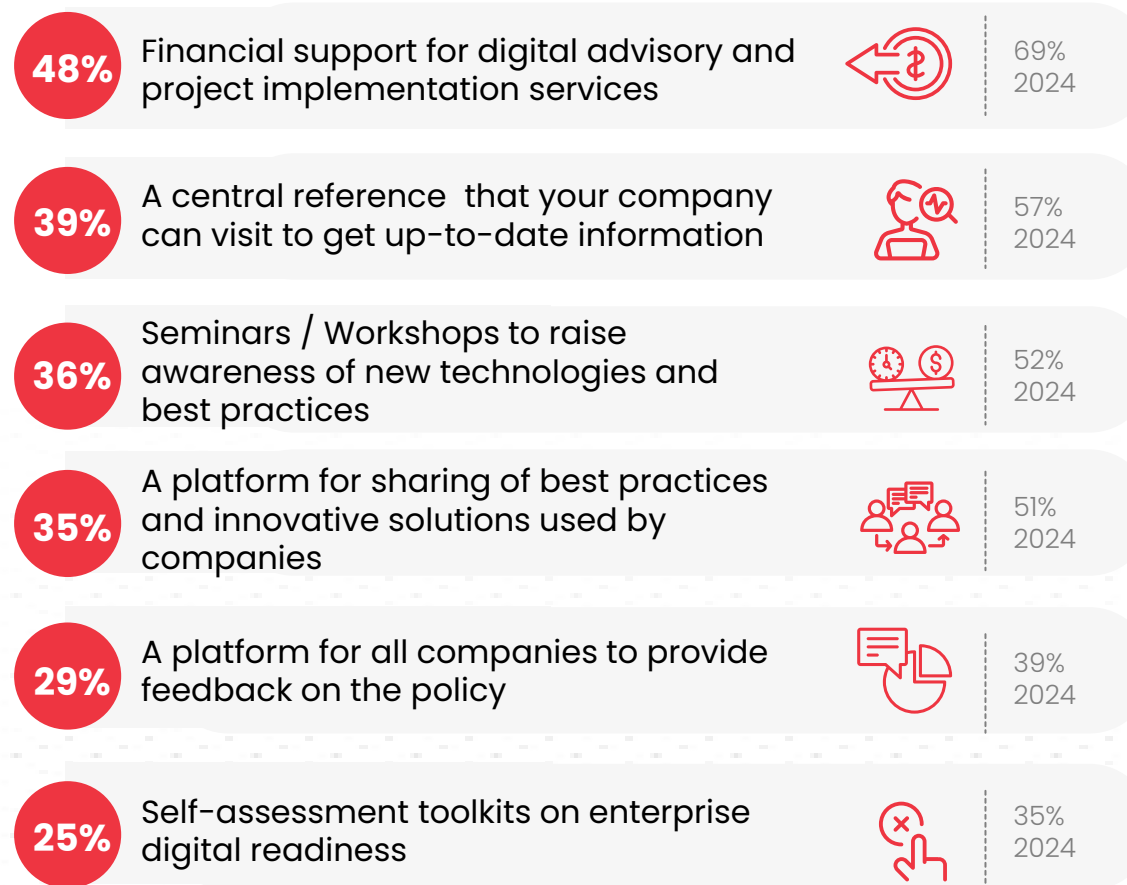 48%
Financial support for digital advisory and
project implementation services
69%
2024
39%
A central reference  that your company
can visit to get up-to-date information
57%
2024
36%
Seminars / Workshops to raise
awareness of new technologies and
best practices
$
52%
2024
35%
A platform for sharing of best practices
and innovative solutions used by
companies
51%
2024
29%
A platform for all companies to provide
feedback on the policy
39%
2024
25%
Self-assessment toolkits on enterprise
digital readiness
35%
2024